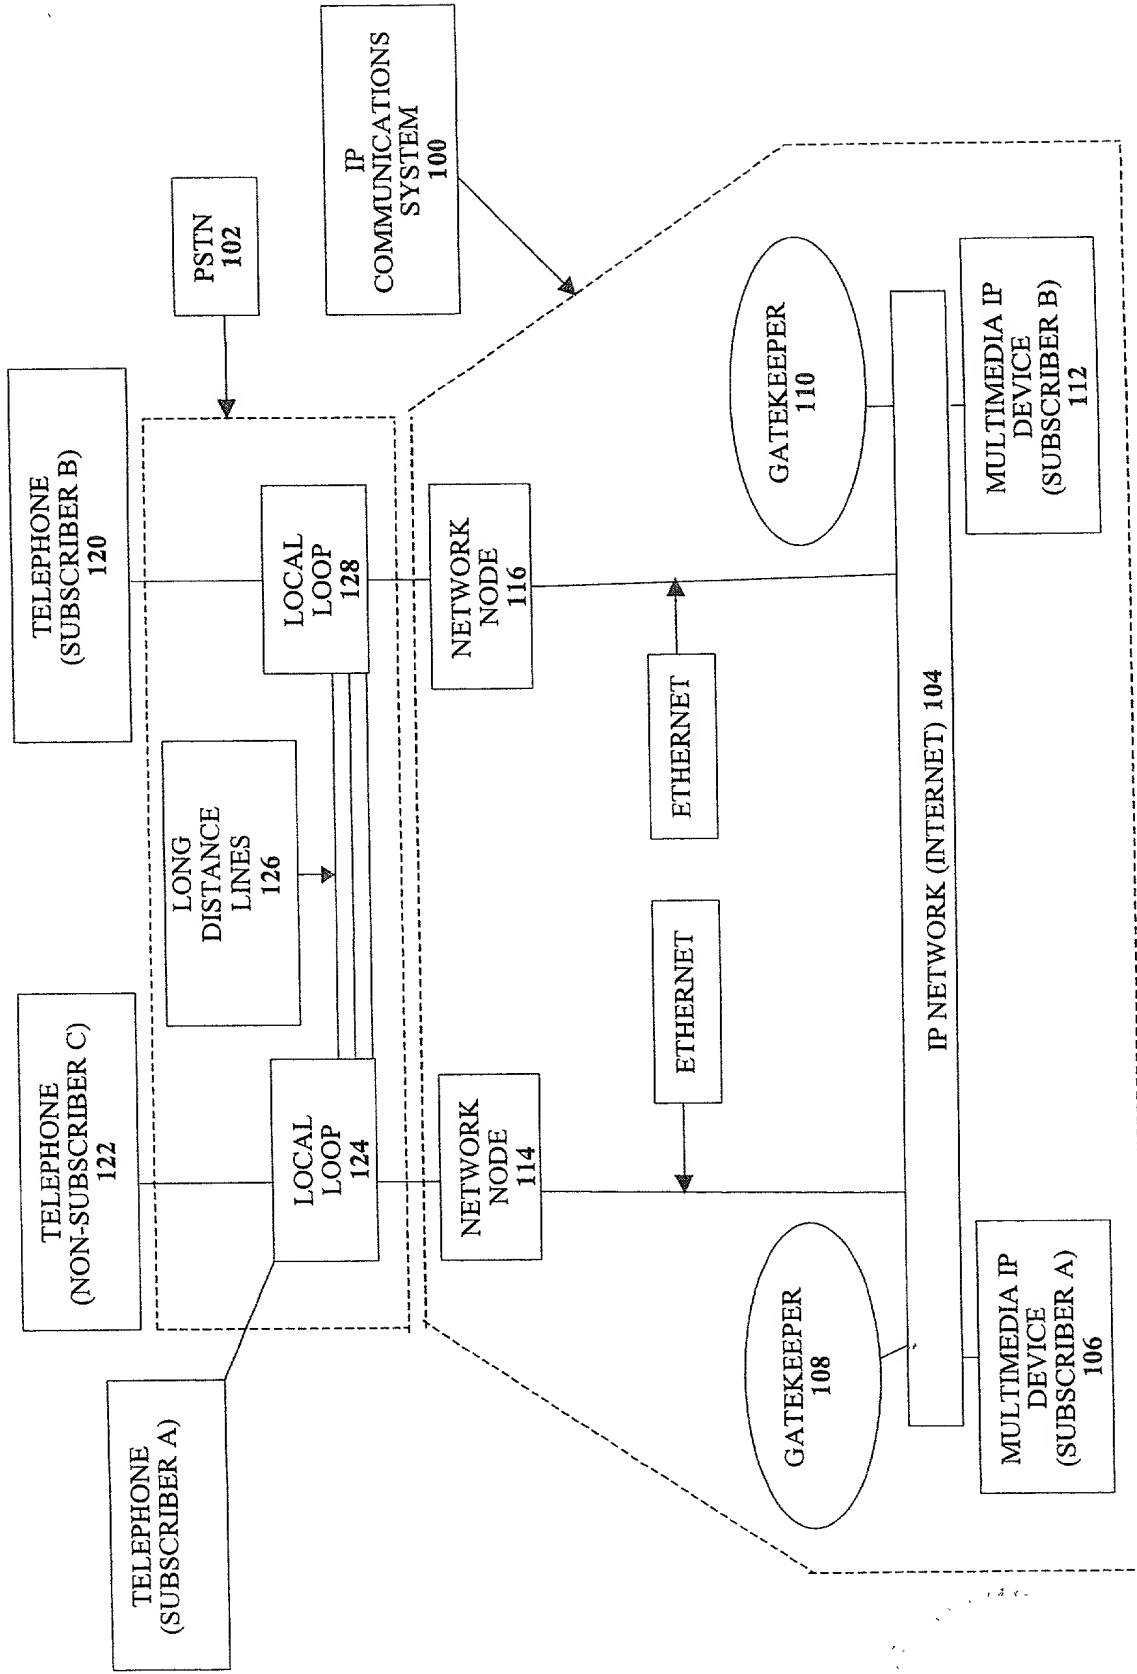 TELEPHONE
(SUBSCRIBER A)
TELEPHONE
(NON-SUBSCRIBER C)
122
TELEPHONE
(SUBSCRIBER B)
120
PSTN
102
LONG
DISTANCE
LINES
126
LOCAL
LOOP
124
LOCAL
LOOP
128
IP
COMMUNICATIONS
SYSTEM
100
NETWORK
NODE
114
NETWORK
NODE
116
ETHERNET
ETHERNET
GATEKEEPER
108
GATEKEEPER
110
IP NETWORK (INTERNET) 104
MULTIMEDIA IP
DEVICE
(SUBSCRIBER A)
106
MULTIMEDIA IP
DEVICE
(SUBSCRIBER B)
112